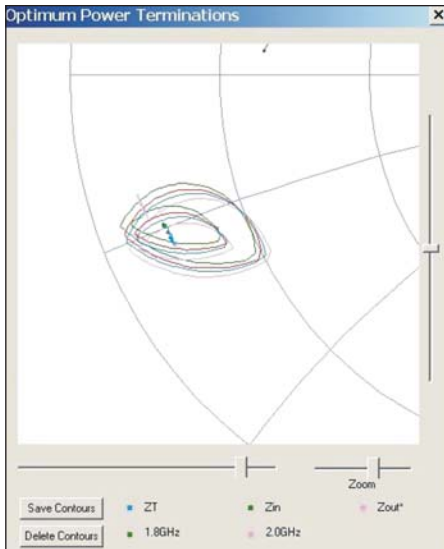 Optimum Power Terminations
Zoom
Save Contours ZT Zin Zout*
Delete Contours 1.8GHz 2.0GHz